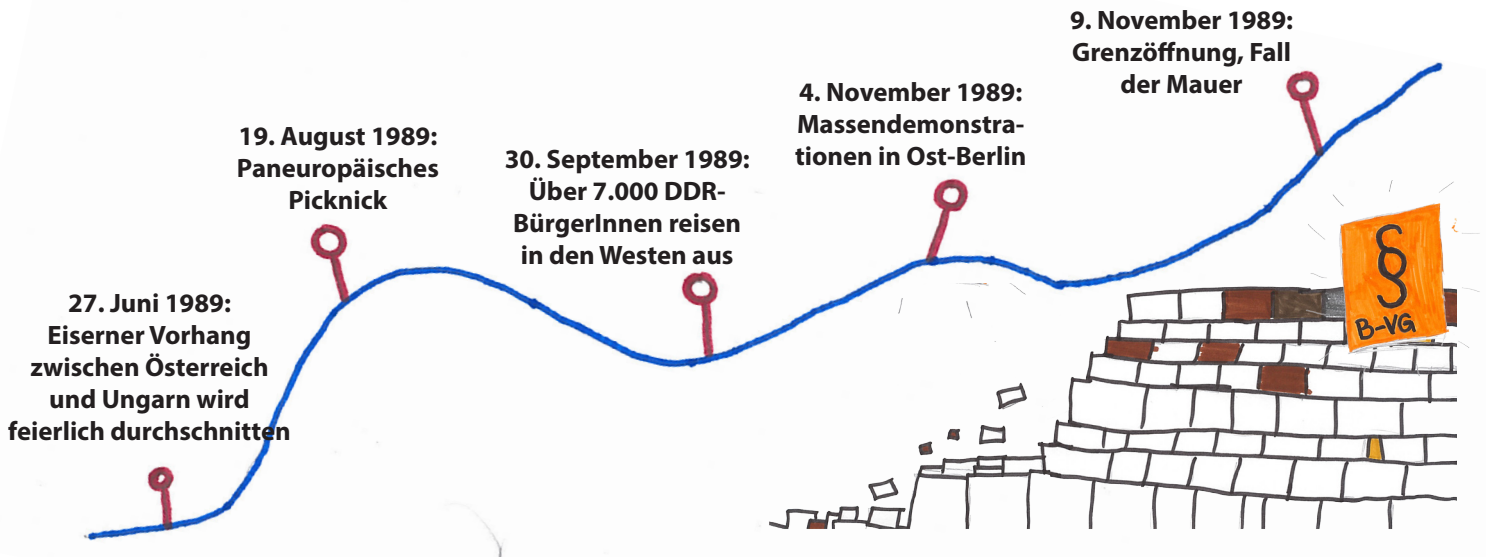 27. Juni 1989:
Eiserner Vorhang
zwischen Österreich
und Ungarn wird
feierlich durchschnitten
19. August 1989:
Paneuropäisches
Picknick
30. September 1989:
Über 7.000 DDR-
BürgerInnen reisen
in den Westen aus
4. November 1989:
Massendemonstra-
tionen in Ost-Berlin
9. November 1989:
Grenzöffnung, Fall
der Mauer
§
B-VG